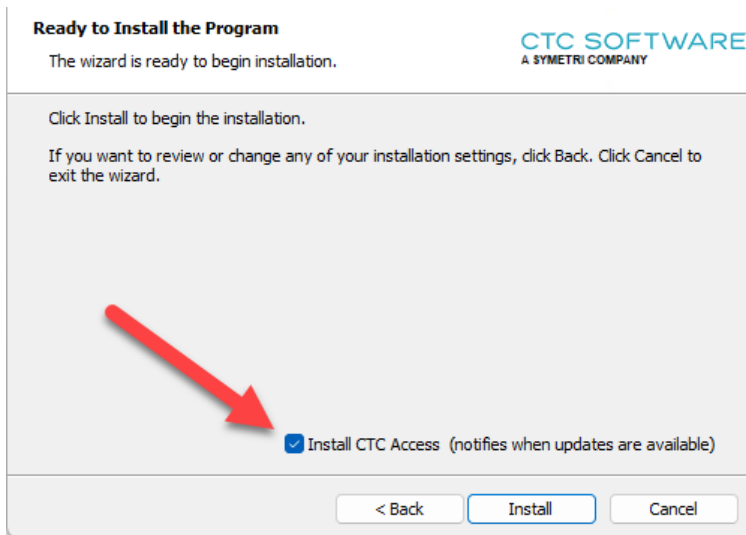 Ready to Install the Program
The wizard is ready to begin installation.
CTC SOFTWARE
A SYMETRI COMPANY
Click Install to begin the installation.
If you want to review or change any of your installation settings, click Back. Click Cancel to
exit the wizard.
Install CTC Access (notifies when updates are available)
< Back
Install
Cancel